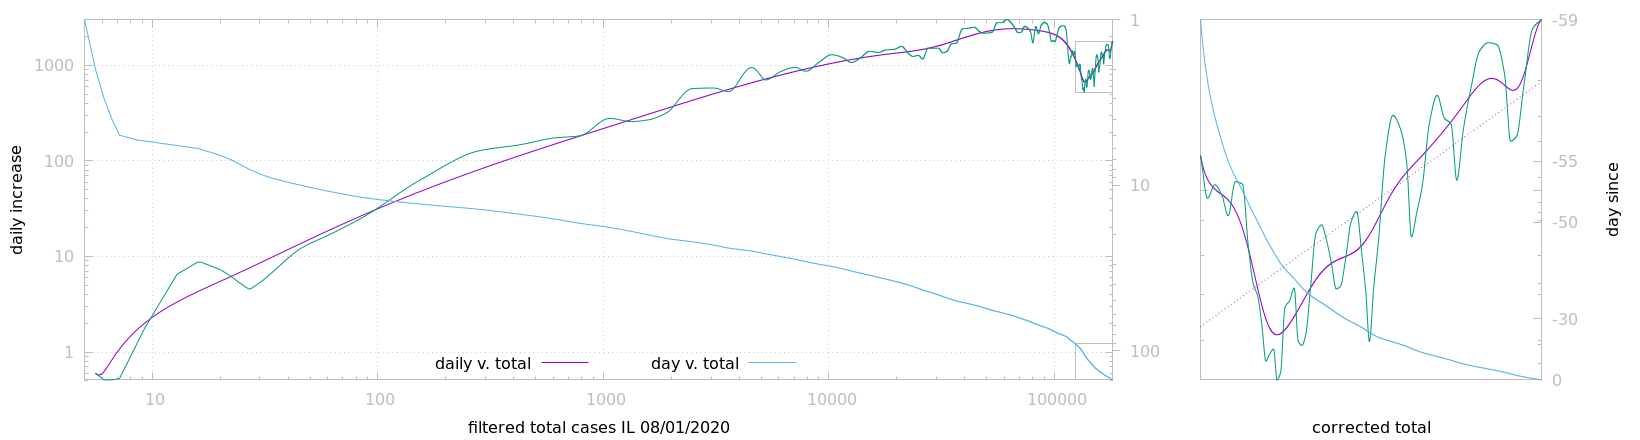 1000
100
10
1
daily increase
1
10
100
daily v. total
day v. total
10
100
1000
10000
100000
filtered total cases IL 08/01/2020
-59
-55
-50
-30
0
day since
corrected total